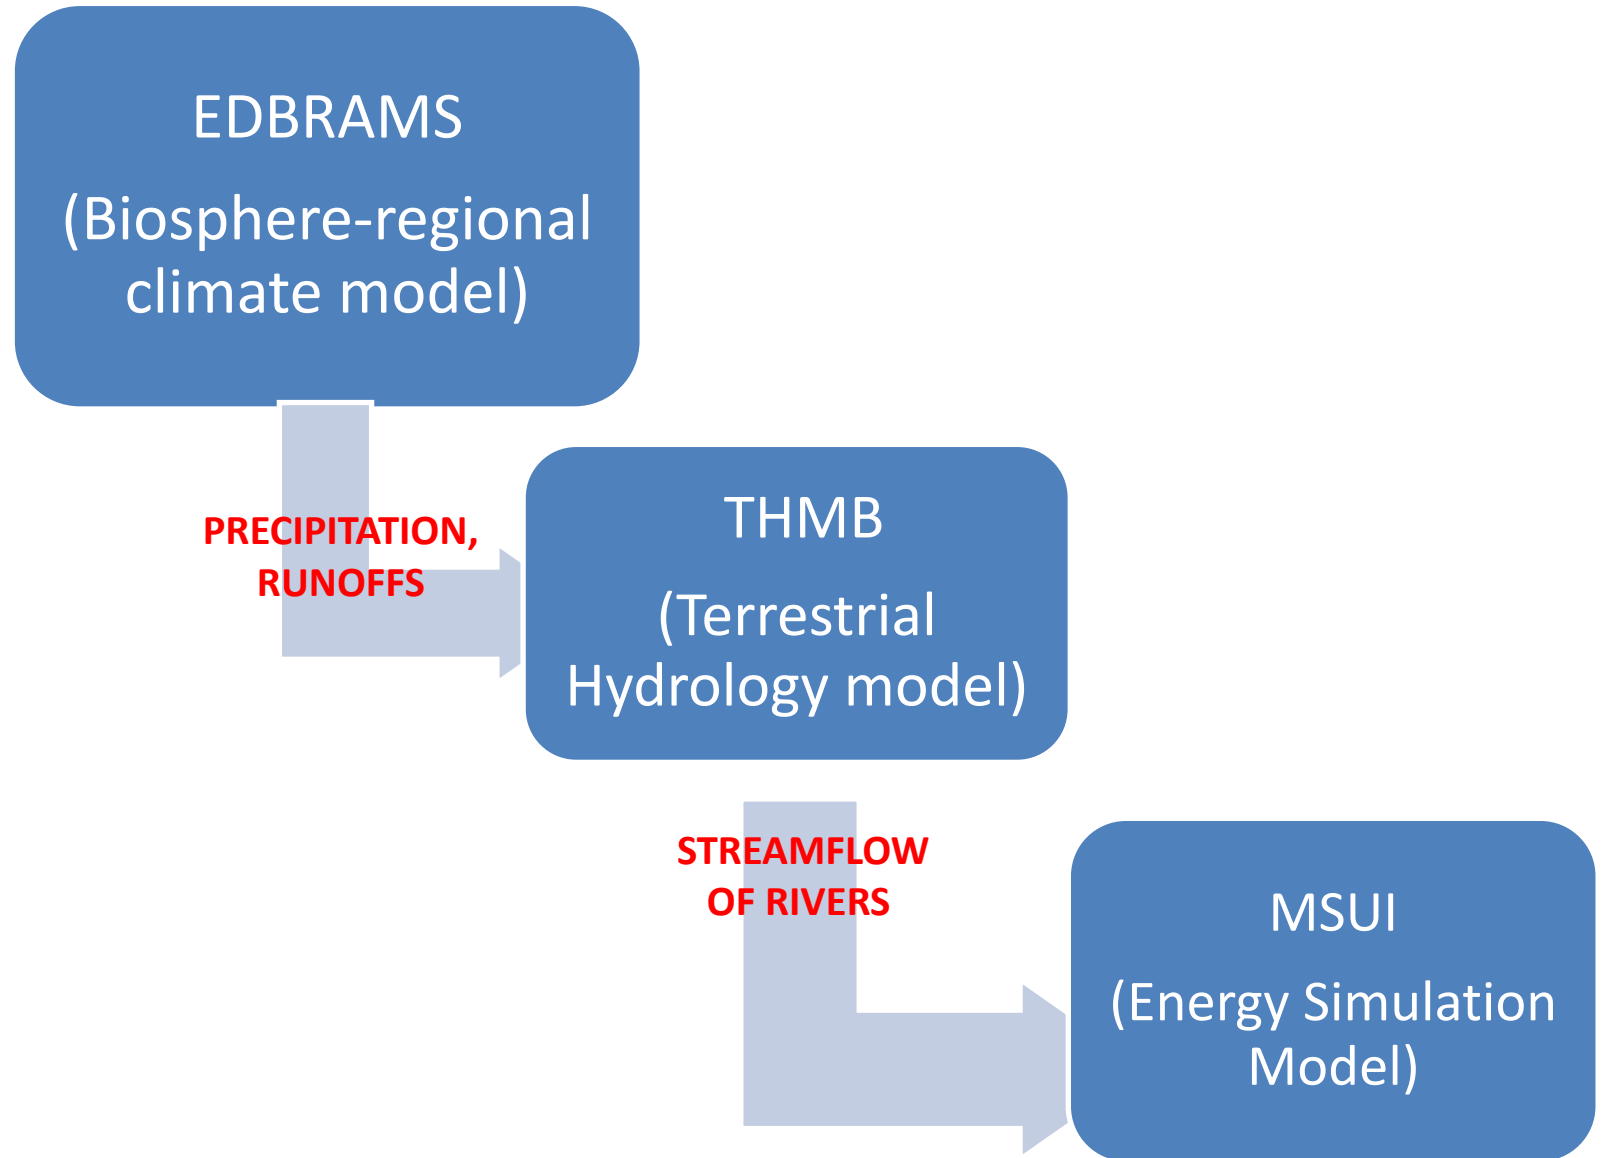 EDBRAMS
(Biosphere-regional
climate model)
PRECIPITATION,
RUNOFFS
THMB
(Terrestrial
Hydrology model)
STREAMFLOW
OF RIVERS
MSUI
(Energy Simulation
Model)